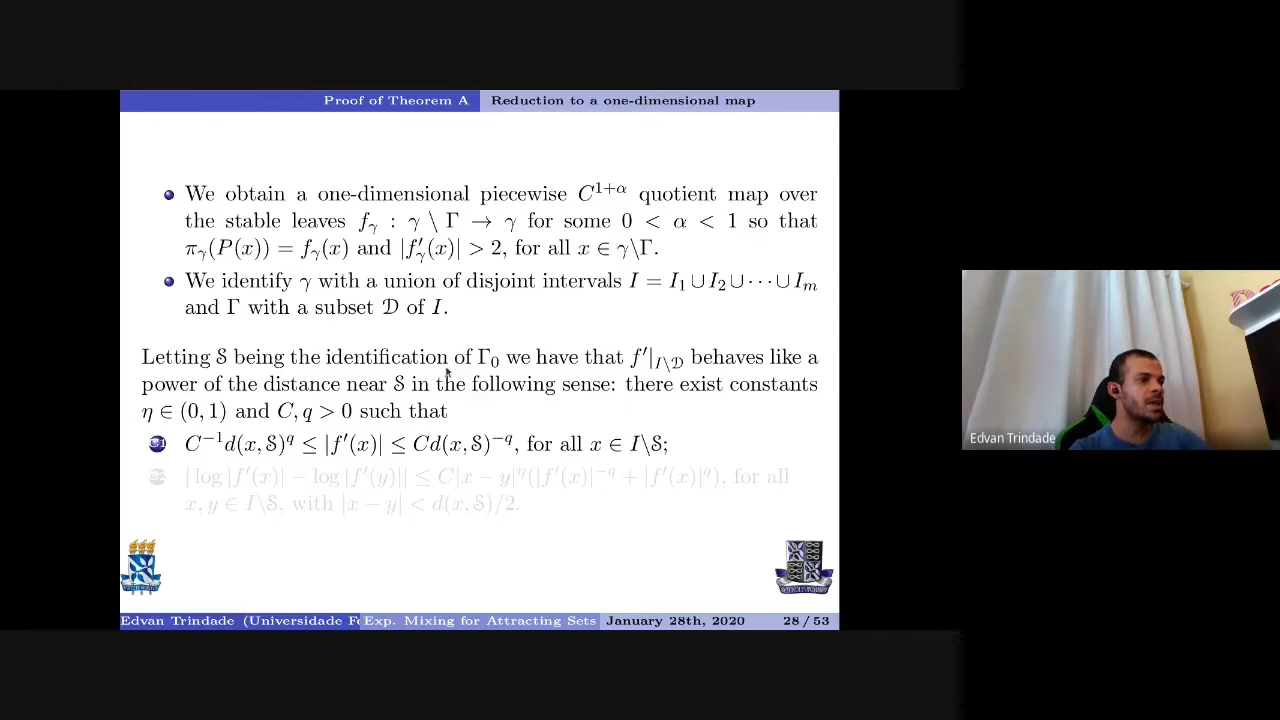 Proof of Theorem A Reduction to a one-dimensional map
We obtain a one-dimensional piecewise C^{1+α} quotient map over
the stable leaves f_γ : γ \ Γ → γ for some 0 < α < 1 so that
π_γ(P(x)) = f_γ(x) and |f'_γ(x)| > 2, for all x ∈ γ\Γ.
We identify γ with a union of disjoint intervals I = I_1 ∪ I_2 ∪ ⋯ ∪ I_m
and Γ with a subset 𝒟 of I.
Letting 𝒮 being the identification of Γ_0 we have that f'|_{I\𝒟} behaves like a
power of the distance near 𝒮 in the following sense: there exist constants
η ∈ (0, 1) and C, q > 0 such that
C^{-1}d(x, 𝒮)^q ≤ |f'(x)| ≤ Cd(x, 𝒮)^{-q}, for all x ∈ I\𝒮;
|log |f'(x)| − log |f'(y)|| ≤ C|x − y|^η(|f'(x)|^{-q} + |f'(x)|^q), for all
x, y ∈ I\𝒮, with |x − y| < d(x, 𝒮)/2.
Edvan Trindade (Universidade Fe Exp. Mixing for Attracting Sets January 28th, 2020 28 / 53
Edvan Trindade